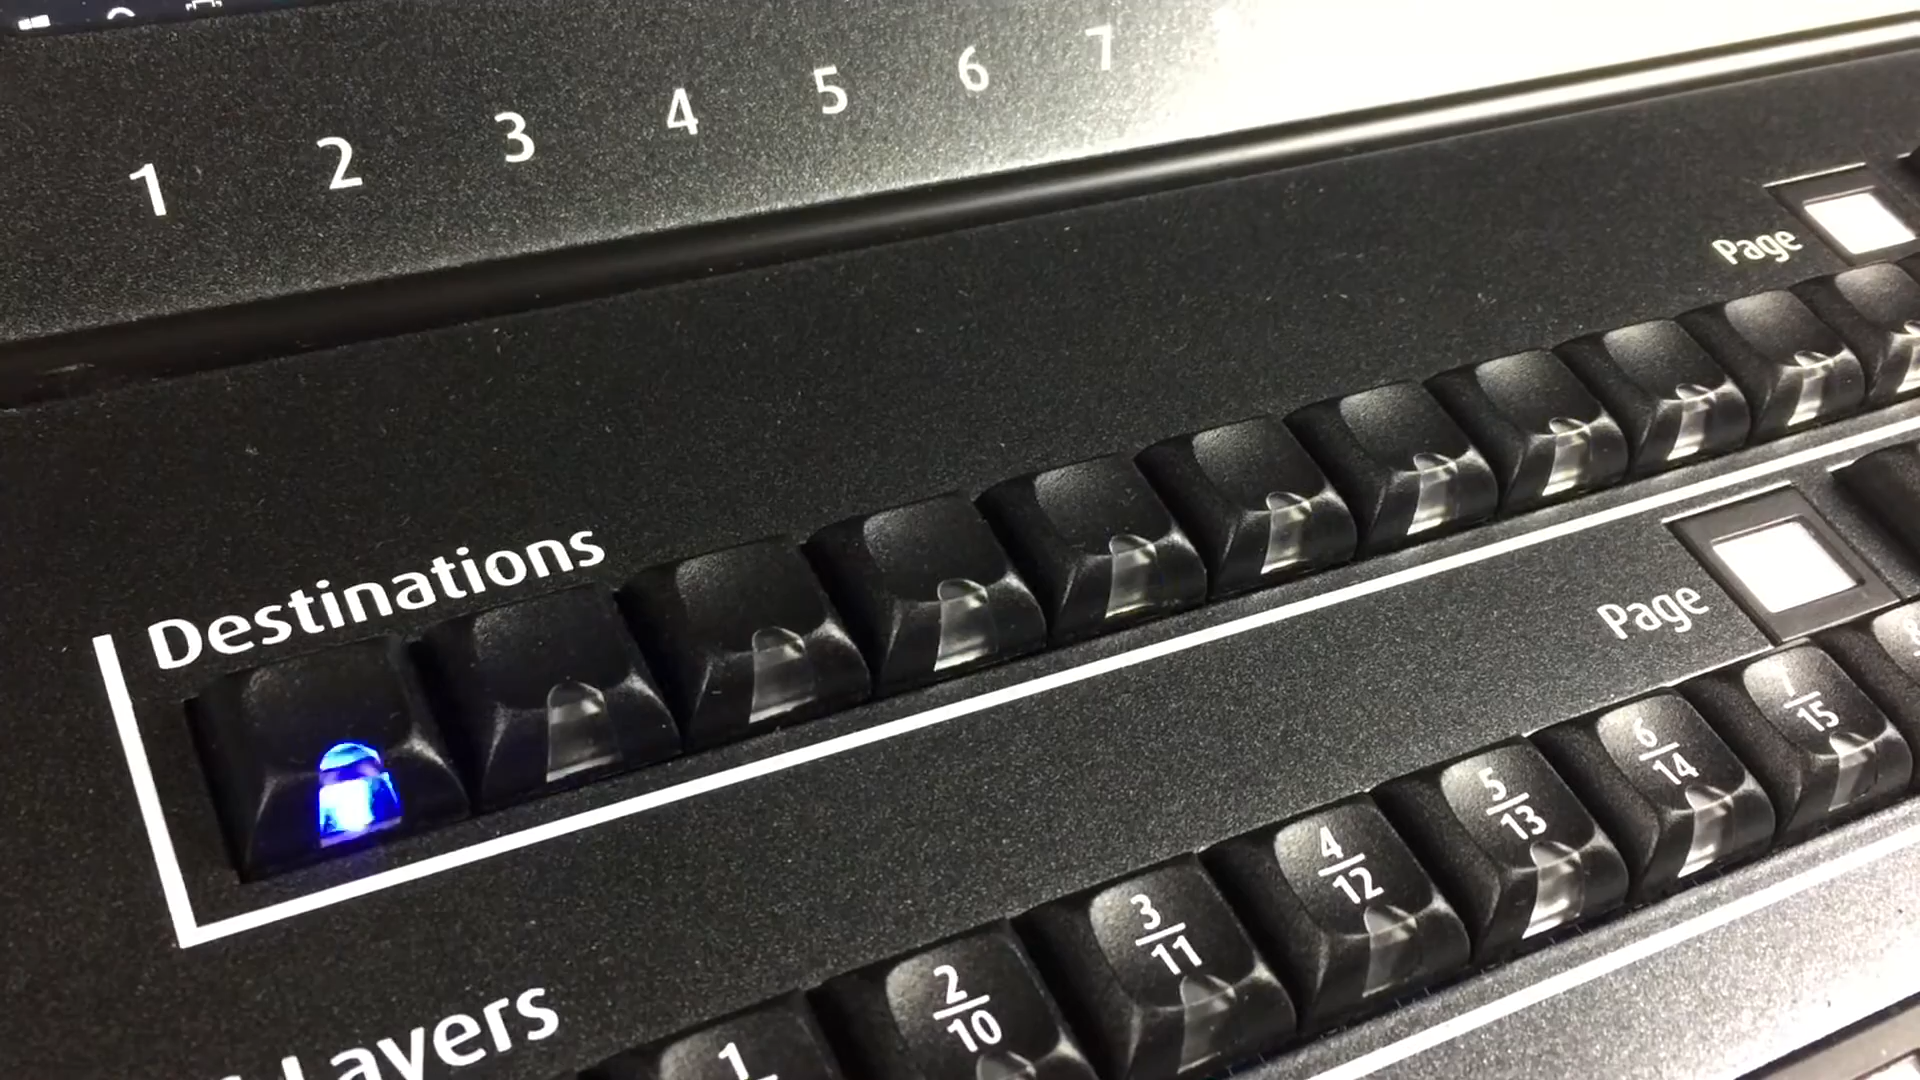 1 2 3 4 5 6 7
Page
Destinations
Page
Layers
1
2/10
3/11
4/12
5/13
6/14
7/15